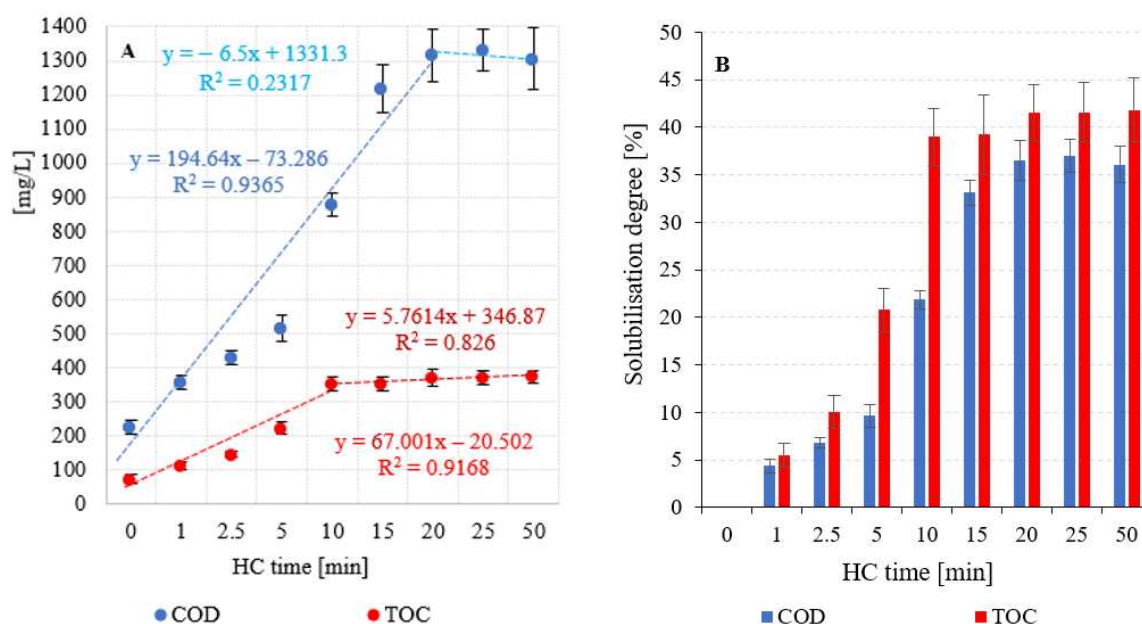 A
y = − 6.5x + 1331.3
R² = 0.2317
y = 194.64x − 73.286
R² = 0.9365
y = 5.7614x + 346.87
R² = 0.826
y = 67.001x − 20.502
R² = 0.9168
[mg/L]
1400
1300
1200
1100
1000
900
800
700
600
500
400
300
200
100
0
0 1 2.5 5 10 15 20 25 50
HC time [min]
COD TOC
B
Solubilisation degree [%]
50
45
40
35
30
25
20
15
10
5
0
0 1 2.5 5 10 15 20 25 50
HC time [min]
COD TOC